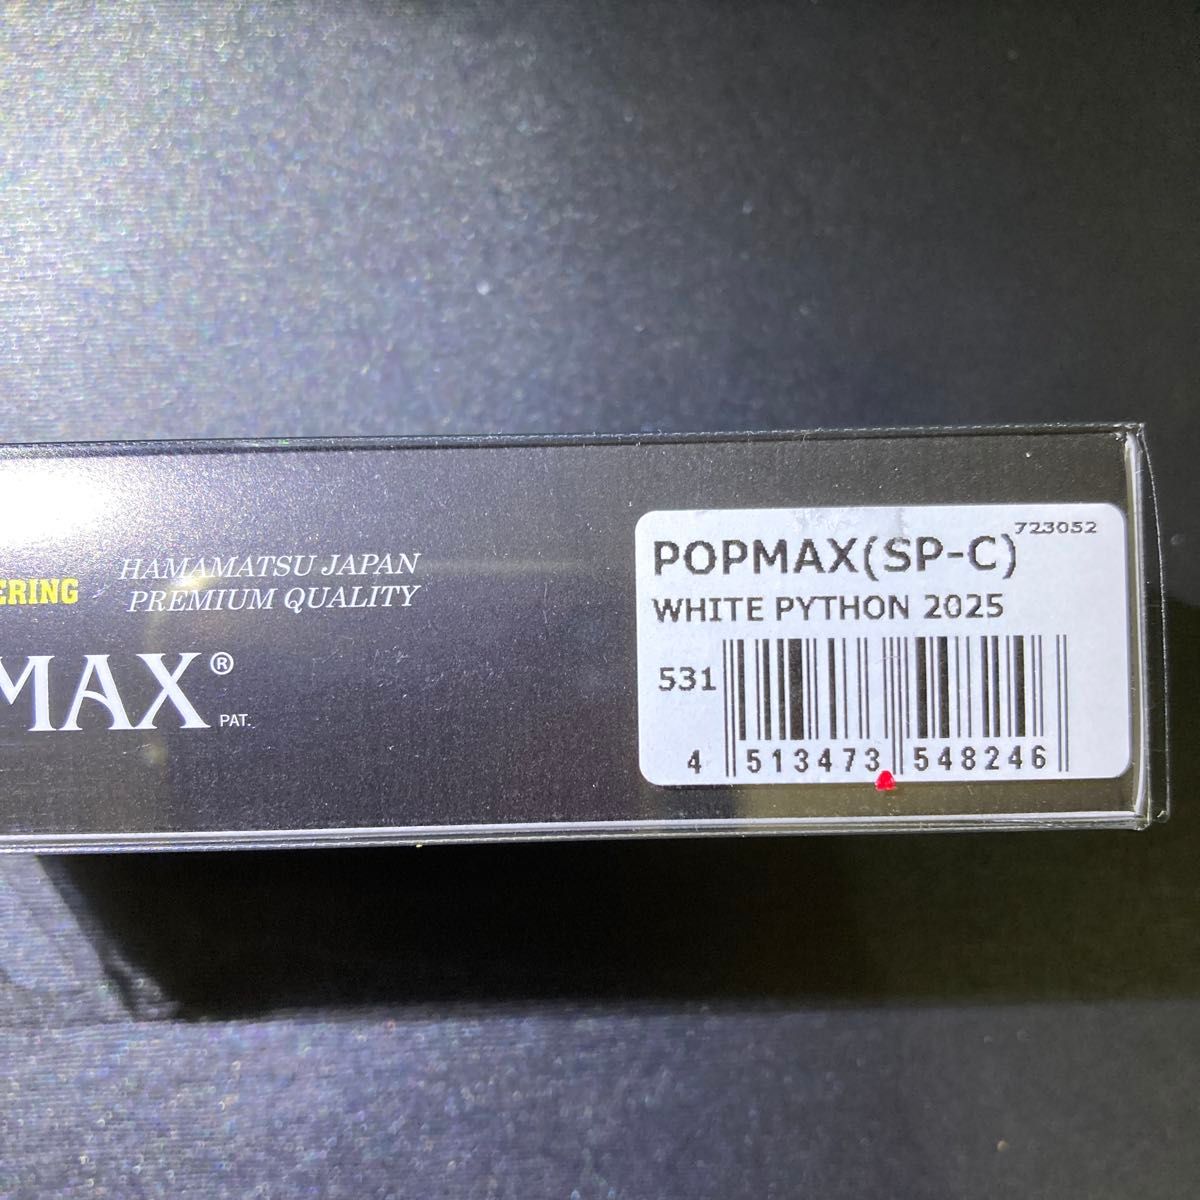 ERING
HAMAMATSU JAPAN
PREMIUM QUALITY
MAX®
PAT.
723052
POPMAX(SP-C)
WHITE PYTHON 2025
531
4 513473 548246